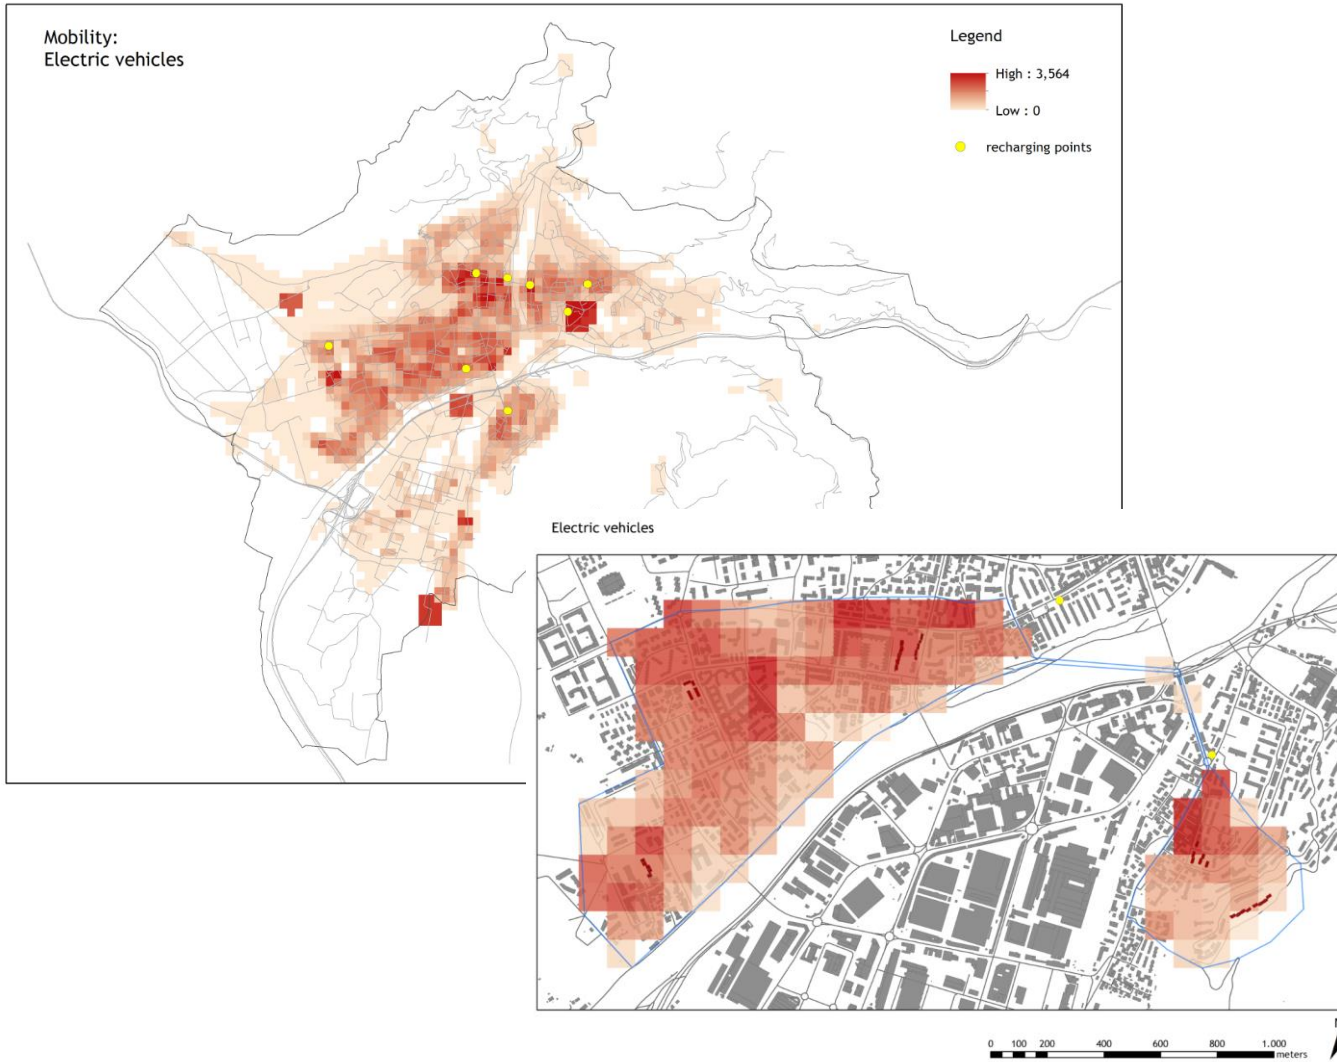 Mobility:
Electric vehicles
Legend
High : 3,564
Low : 0
recharging points
Electric vehicles
0 100 200 400 600 800 1.000
meters